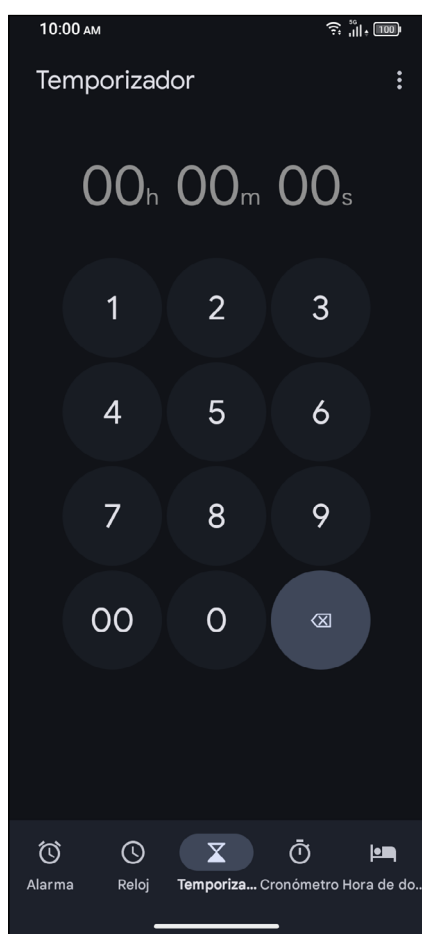 10:00 AM 5G 100
Temporizador
00h 00m 00s
1 2 3
4 5 6
7 8 9
00 0
Alarma Reloj Temporiza... Cronómetro Hora de do...